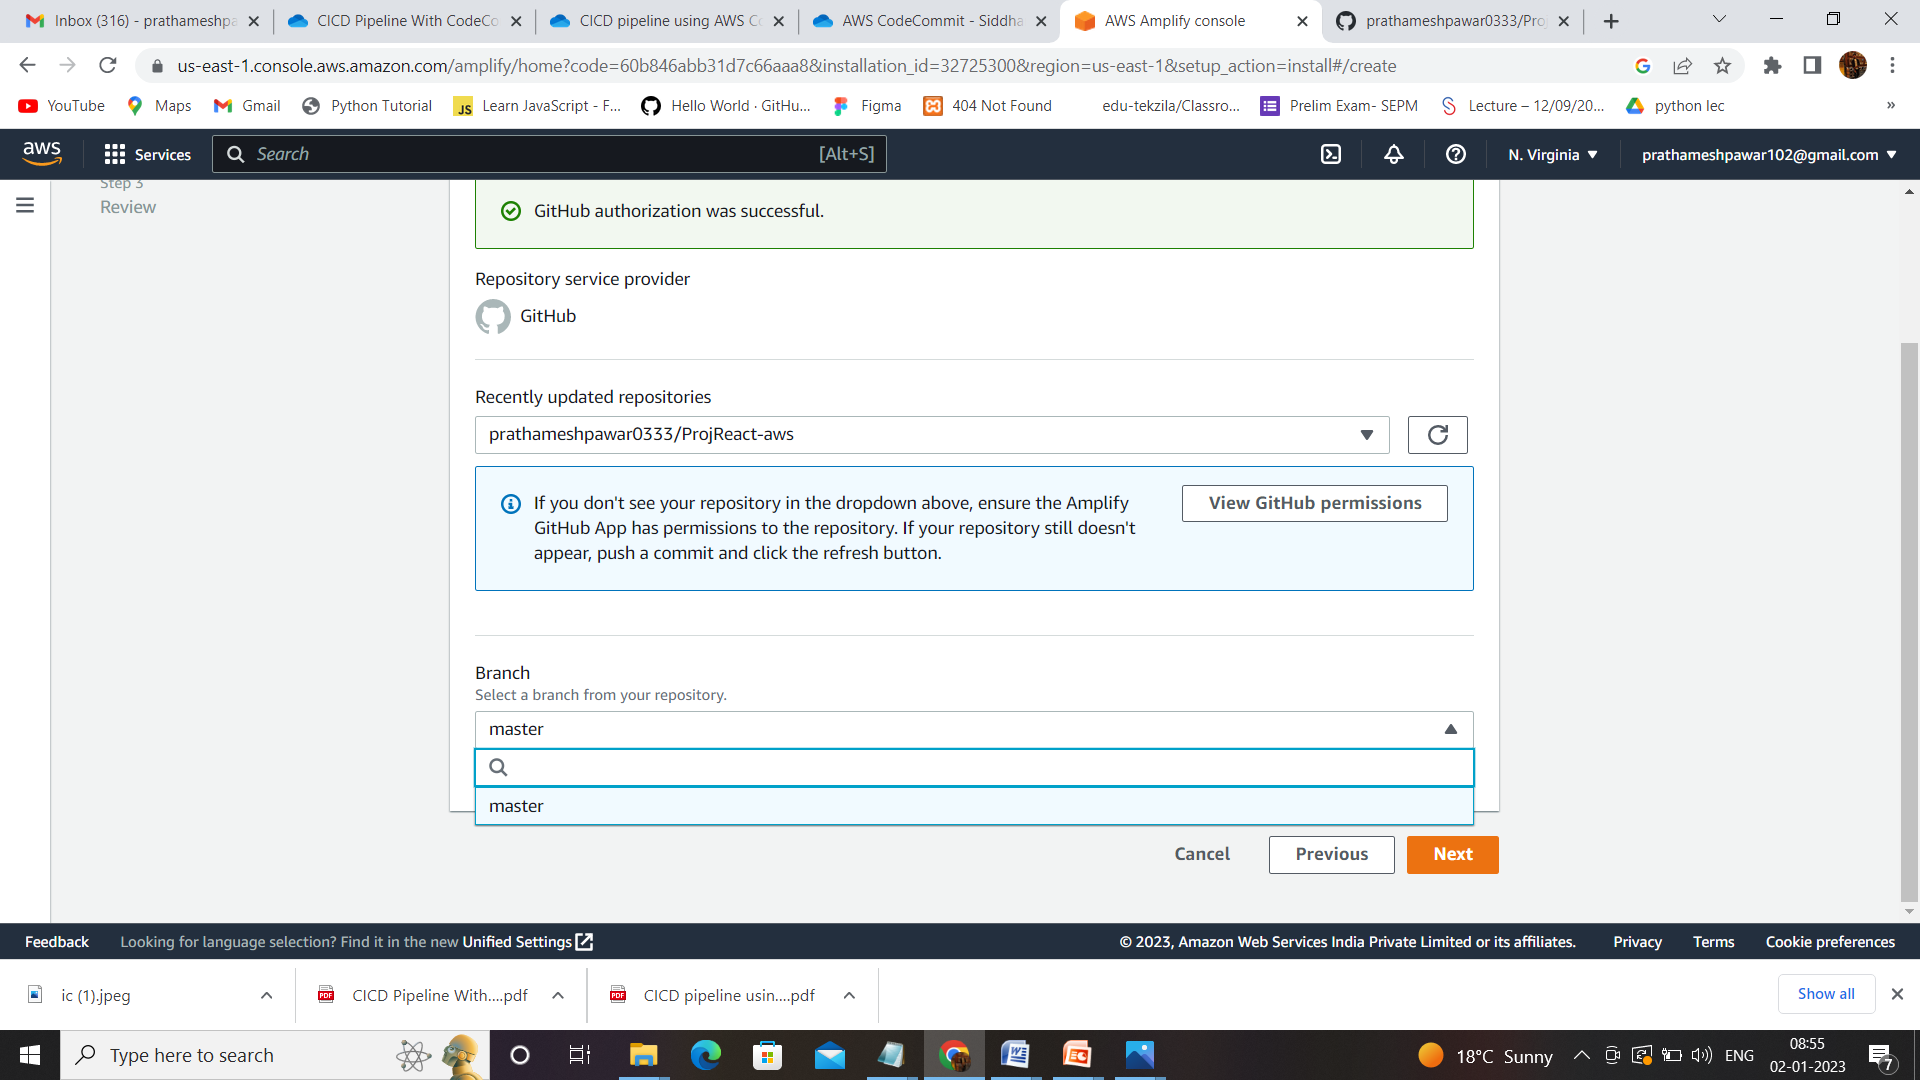 Inbox (316) - prathameshpa
CICD Pipeline With CodeCo
CICD pipeline using AWS Co
AWS CodeCommit - Siddha
AWS Amplify console
prathameshpawar0333/Proj
us-east-1.console.aws.amazon.com/amplify/home?code=60b846abb31d7c66aaa8&installation_id=32725300&region=us-east-1&setup_action=install#/create
YouTube
Maps
Gmail
Python Tutorial
JS Learn JavaScript - F...
Hello World · GitHu...
Figma
404 Not Found
edu-tekzila/Classro...
Prelim Exam- SEPM
Lecture – 12/09/20...
python lec
»
aws
Services
Search
[Alt+S]
N. Virginia
prathameshpawar102@gmail.com
Step 3
Review
GitHub authorization was successful.
Repository service provider
GitHub
Recently updated repositories
prathameshpawar0333/ProjReact-aws
If you don't see your repository in the dropdown above, ensure the Amplify
GitHub App has permissions to the repository. If your repository still doesn't
appear, push a commit and click the refresh button.
View GitHub permissions
Branch
Select a branch from your repository.
master
master
Cancel
Previous
Next
Feedback
Looking for language selection? Find it in the new Unified Settings
© 2023, Amazon Web Services India Private Limited or its affiliates.
Privacy
Terms
Cookie preferences
ic (1).jpeg
PDF CICD Pipeline With....pdf
PDF CICD pipeline usin....pdf
Show all
Type here to search
18°C Sunny
ENG
08:55
02-01-2023
7